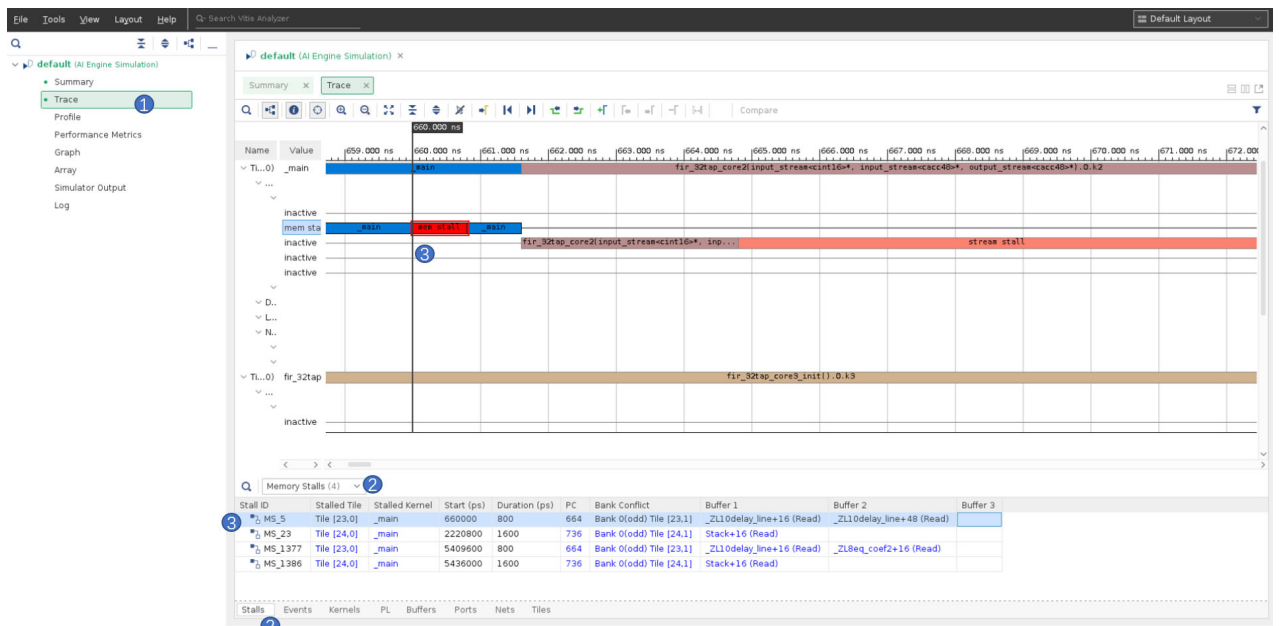 File Tools View Layout Help Q- Search Vitis Analyzer Default Layout
default (AI Engine Simulation)
Summary
Trace 1
Profile
Performance Metrics
Graph
Array
Simulator Output
Log
default (AI Engine Simulation) ×
Summary × Trace ×
Compare
660.000 ns
Name Value 659.000 ns 660.000 ns 661.000 ns 662.000 ns 663.000 ns 664.000 ns 665.000 ns 666.000 ns 667.000 ns 668.000 ns 669.000 ns 670.000 ns 671.000 ns 672.00
Ti...0) _main _main fir_32tap_core2(input_stream<cint16>*, input_stream<cacc48>*, output_stream<cacc48>*).0.k2
...
inactive
mem sta _main mem stall _main
inactive fir_32tap_core2(input_stream<cint16>*, inp... stream stall
inactive 3
inactive
D..
L...
N..
Ti...0) fir_32tap fir_32tap_core3_init().0.k3
...
inactive
Memory Stalls (4) 2
Stall ID Stalled Tile Stalled Kernel Start (ps) Duration (ps) PC Bank Conflict Buffer 1 Buffer 2 Buffer 3
3 MS_5 Tile [23,0] _main 660000 800 664 Bank 0(odd) Tile [23,1] _ZL10delay_line+16 (Read) _ZL10delay_line+48 (Read)
MS_23 Tile [24,0] _main 2220800 1600 736 Bank 0(odd) Tile [24,1] Stack+16 (Read)
MS_1377 Tile [23,0] _main 5409600 800 664 Bank 0(odd) Tile [23,1] _ZL10delay_line+16 (Read) _ZL8eq_coef2+16 (Read)
MS_1386 Tile [24,0] _main 5436000 1600 736 Bank 0(odd) Tile [24,1] Stack+16 (Read)
Stalls Events Kernels PL Buffers Ports Nets Tiles
2